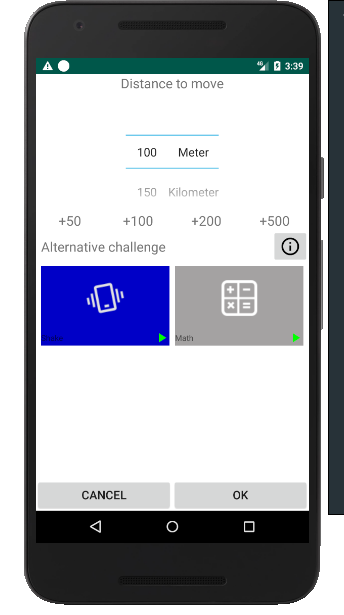 3:39
Distance to move
100 Meter
150 Kilometer
+50 +100 +200 +500
Alternative challenge
Math
CANCEL OK